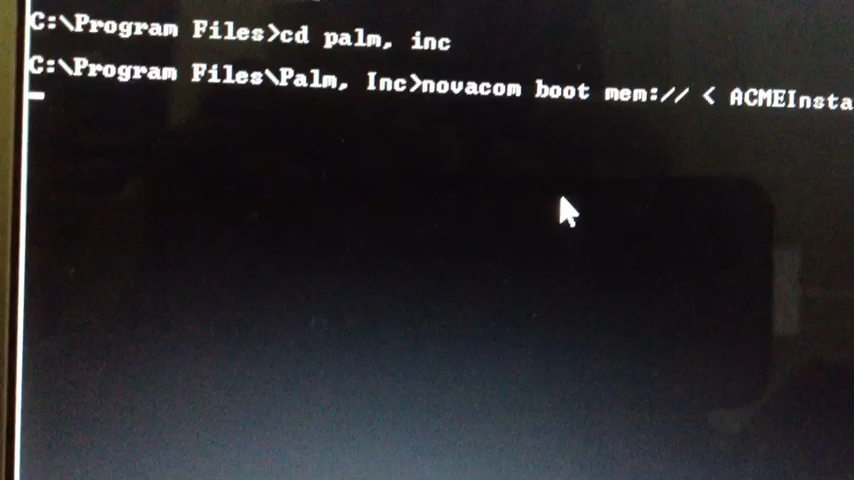 C:\Program Files>cd palm, inc
C:\Program Files\Palm, Inc>novacom boot mem:// < ACMEInsta